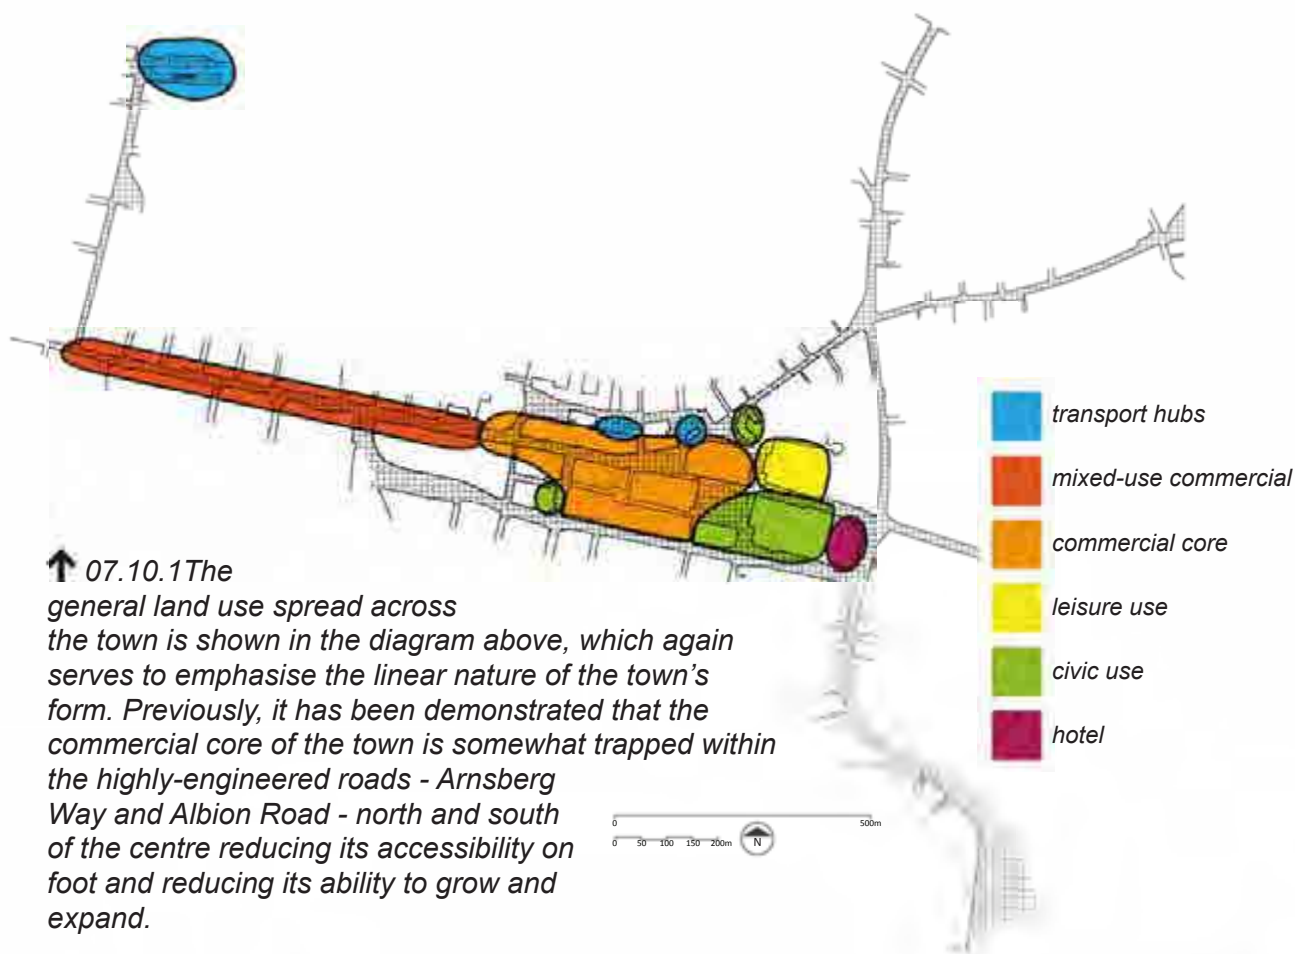 transport hubs
mixed-use commercial
commercial core
leisure use
civic use
hotel
07.10.1The
general land use spread across
the town is shown in the diagram above, which again
serves to emphasise the linear nature of the town's
form. Previously, it has been demonstrated that the
commercial core of the town is somewhat trapped within
the highly-engineered roads - Arnsberg
Way and Albion Road - north and south
of the centre reducing its accessibility on
foot and reducing its ability to grow and
expand.
0 500m
0 50 100 150 200m
N